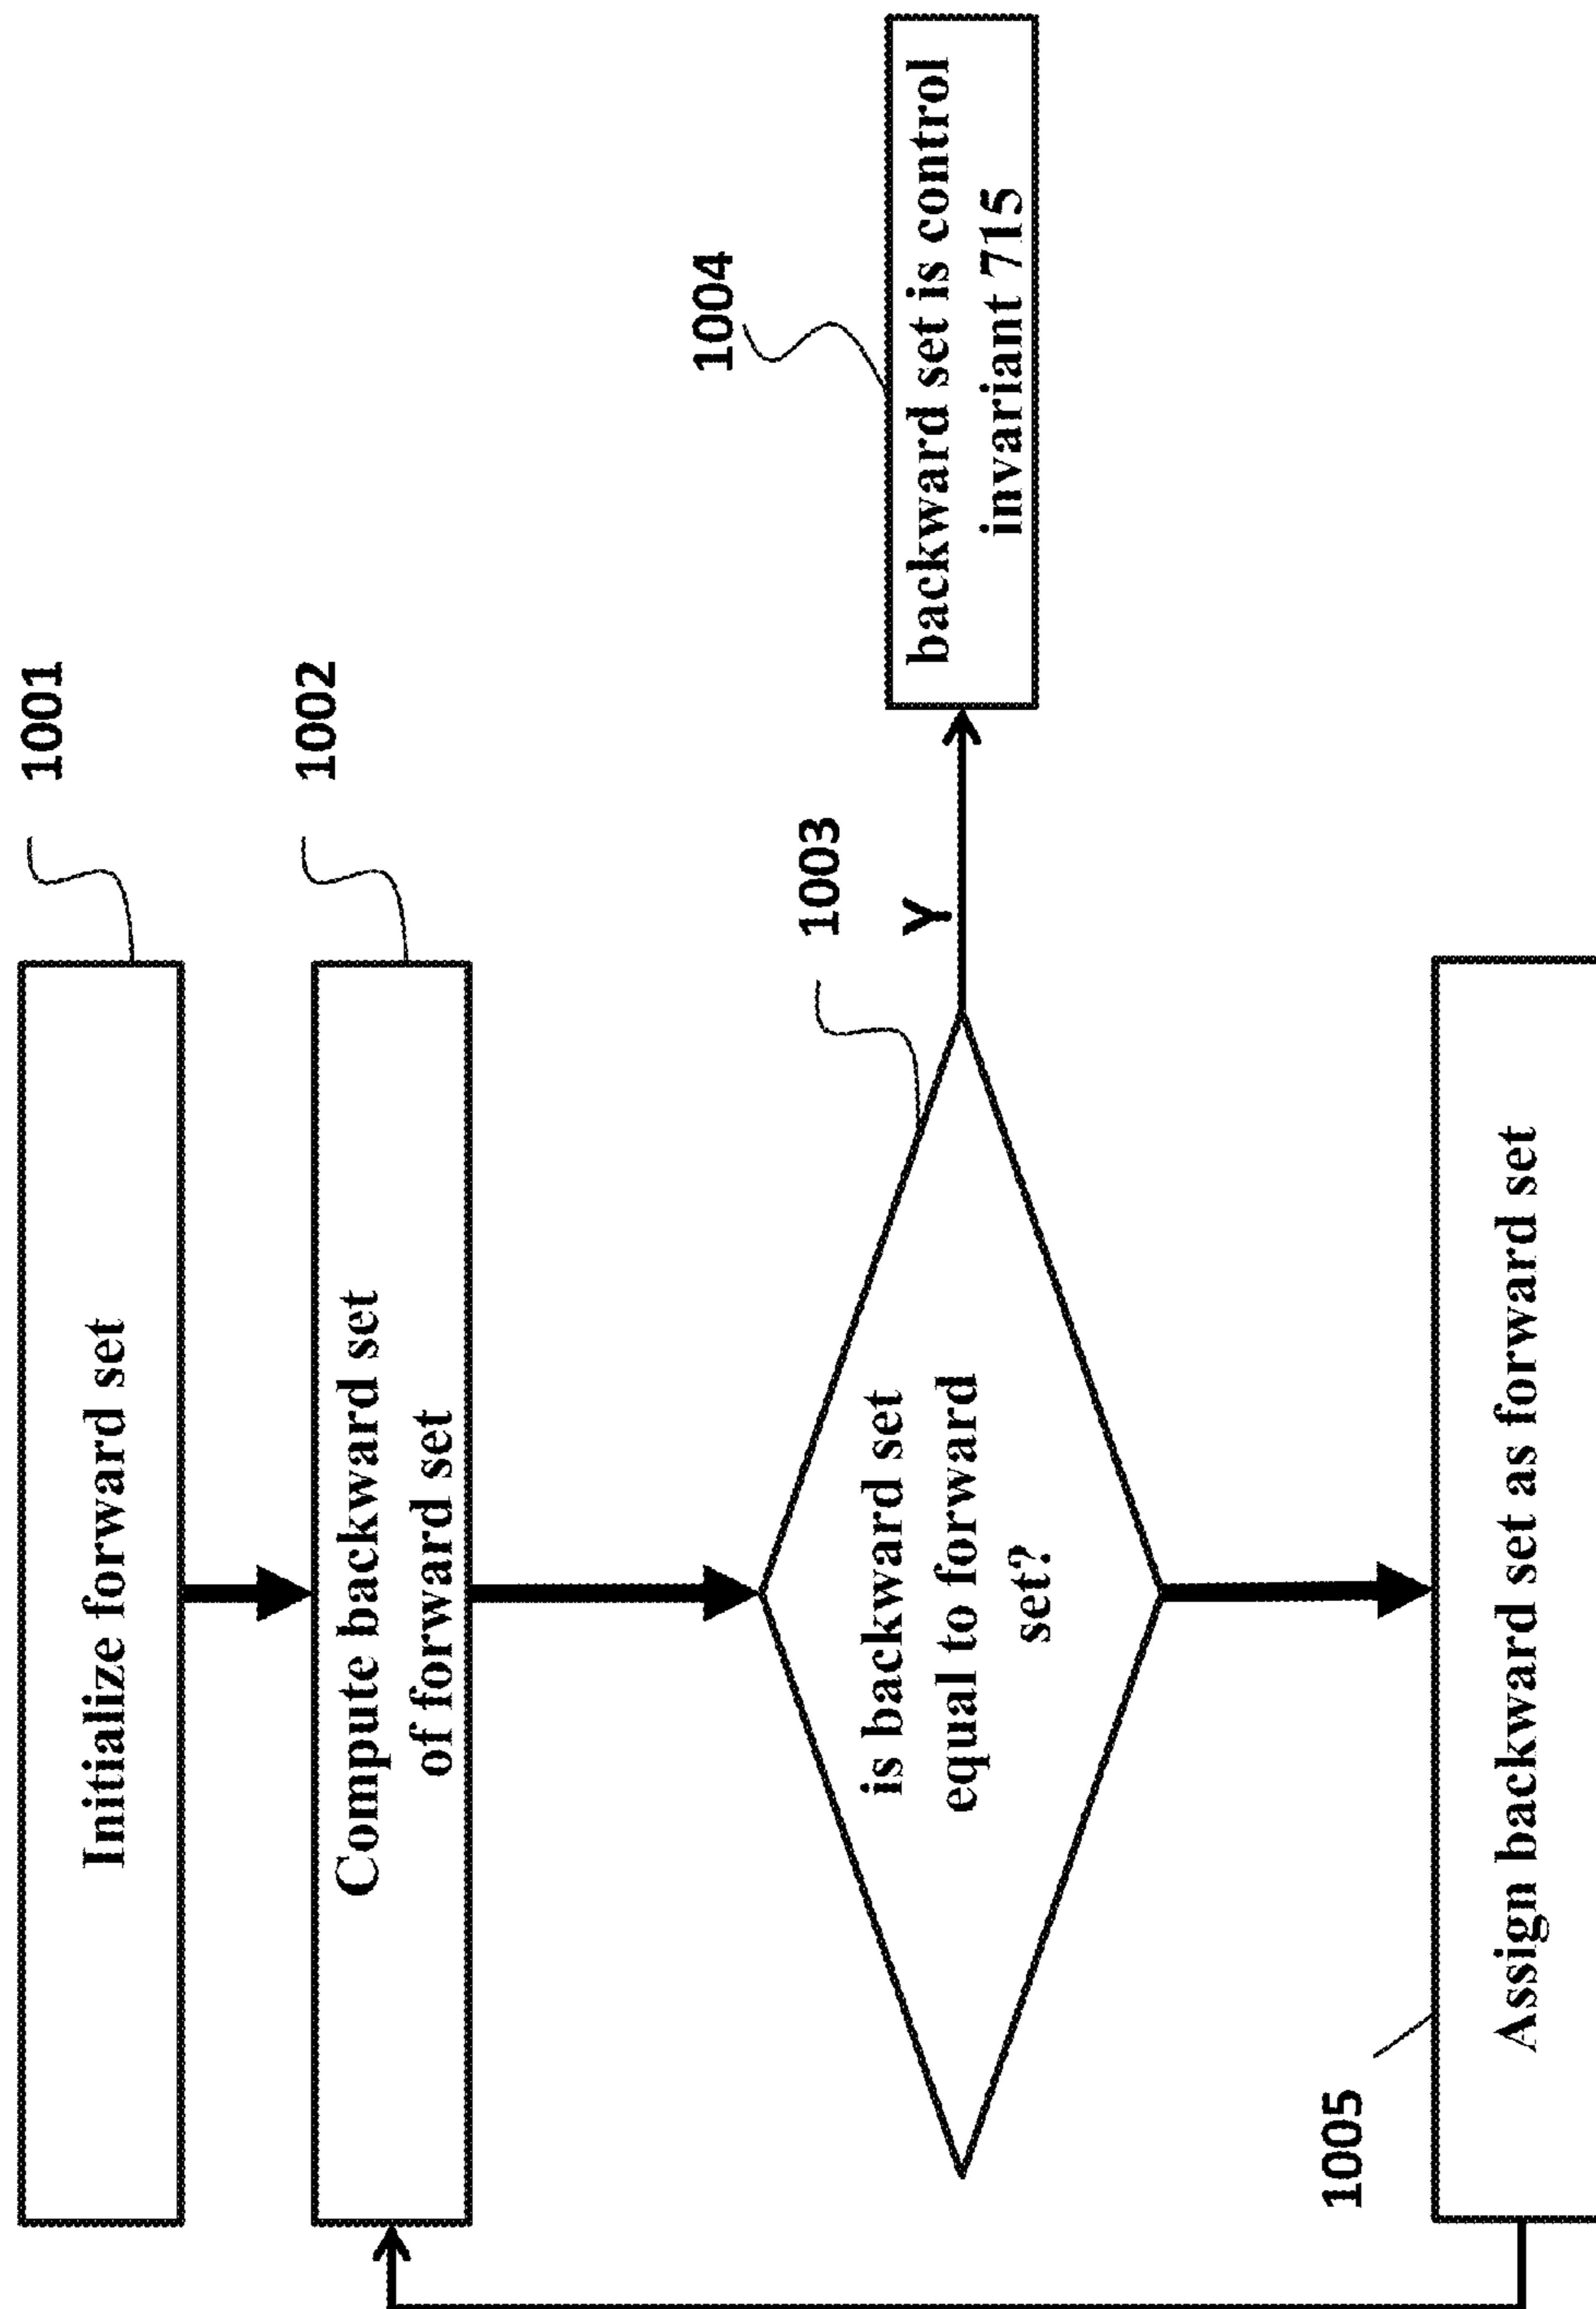 Initialize forward set
1001
Compute backward set
of forward set
1002
is backward set
equal to forward
set?
1003
Y
backward set is control
invariant 715
1004
Assign backward set as forward set
1005